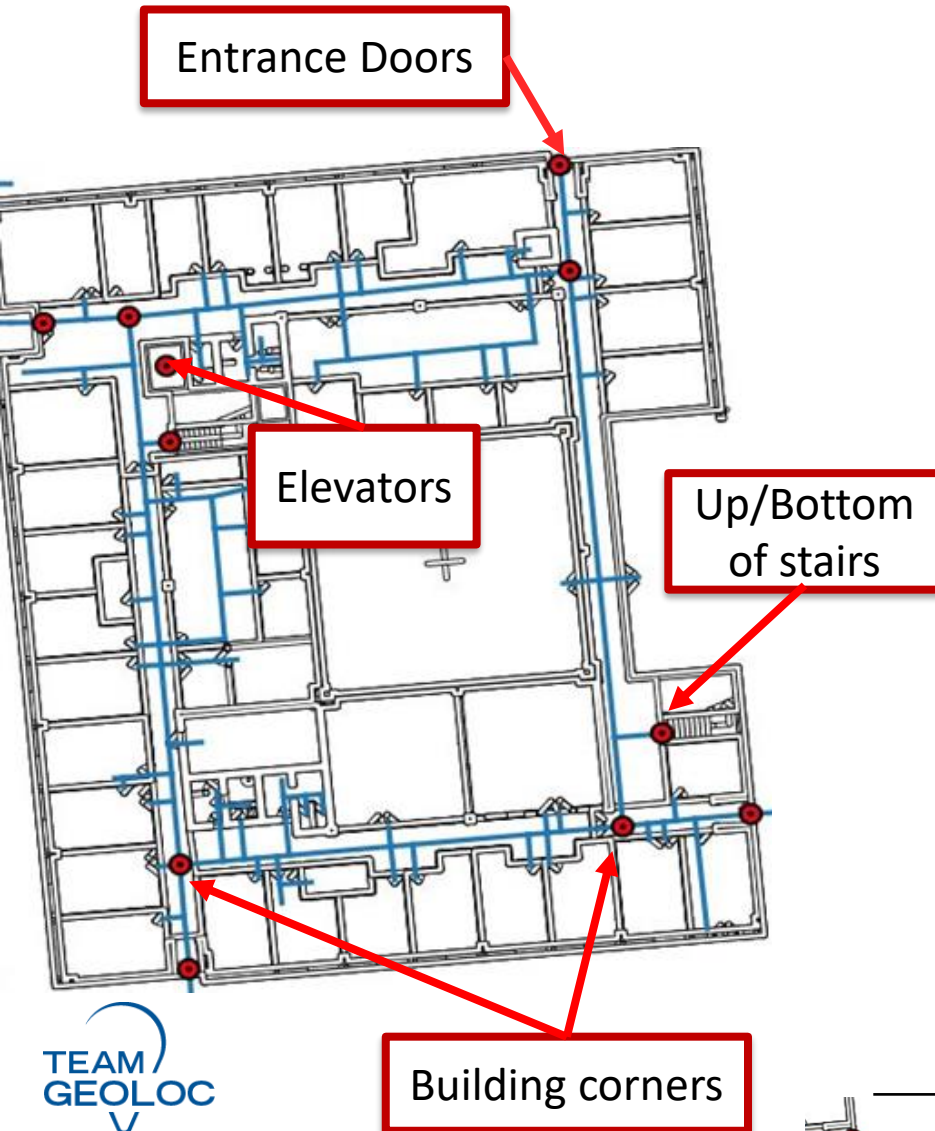 Entrance Doors
Elevators
Up/Bottom
of stairs
Building corners
TEAM
GEOLOC